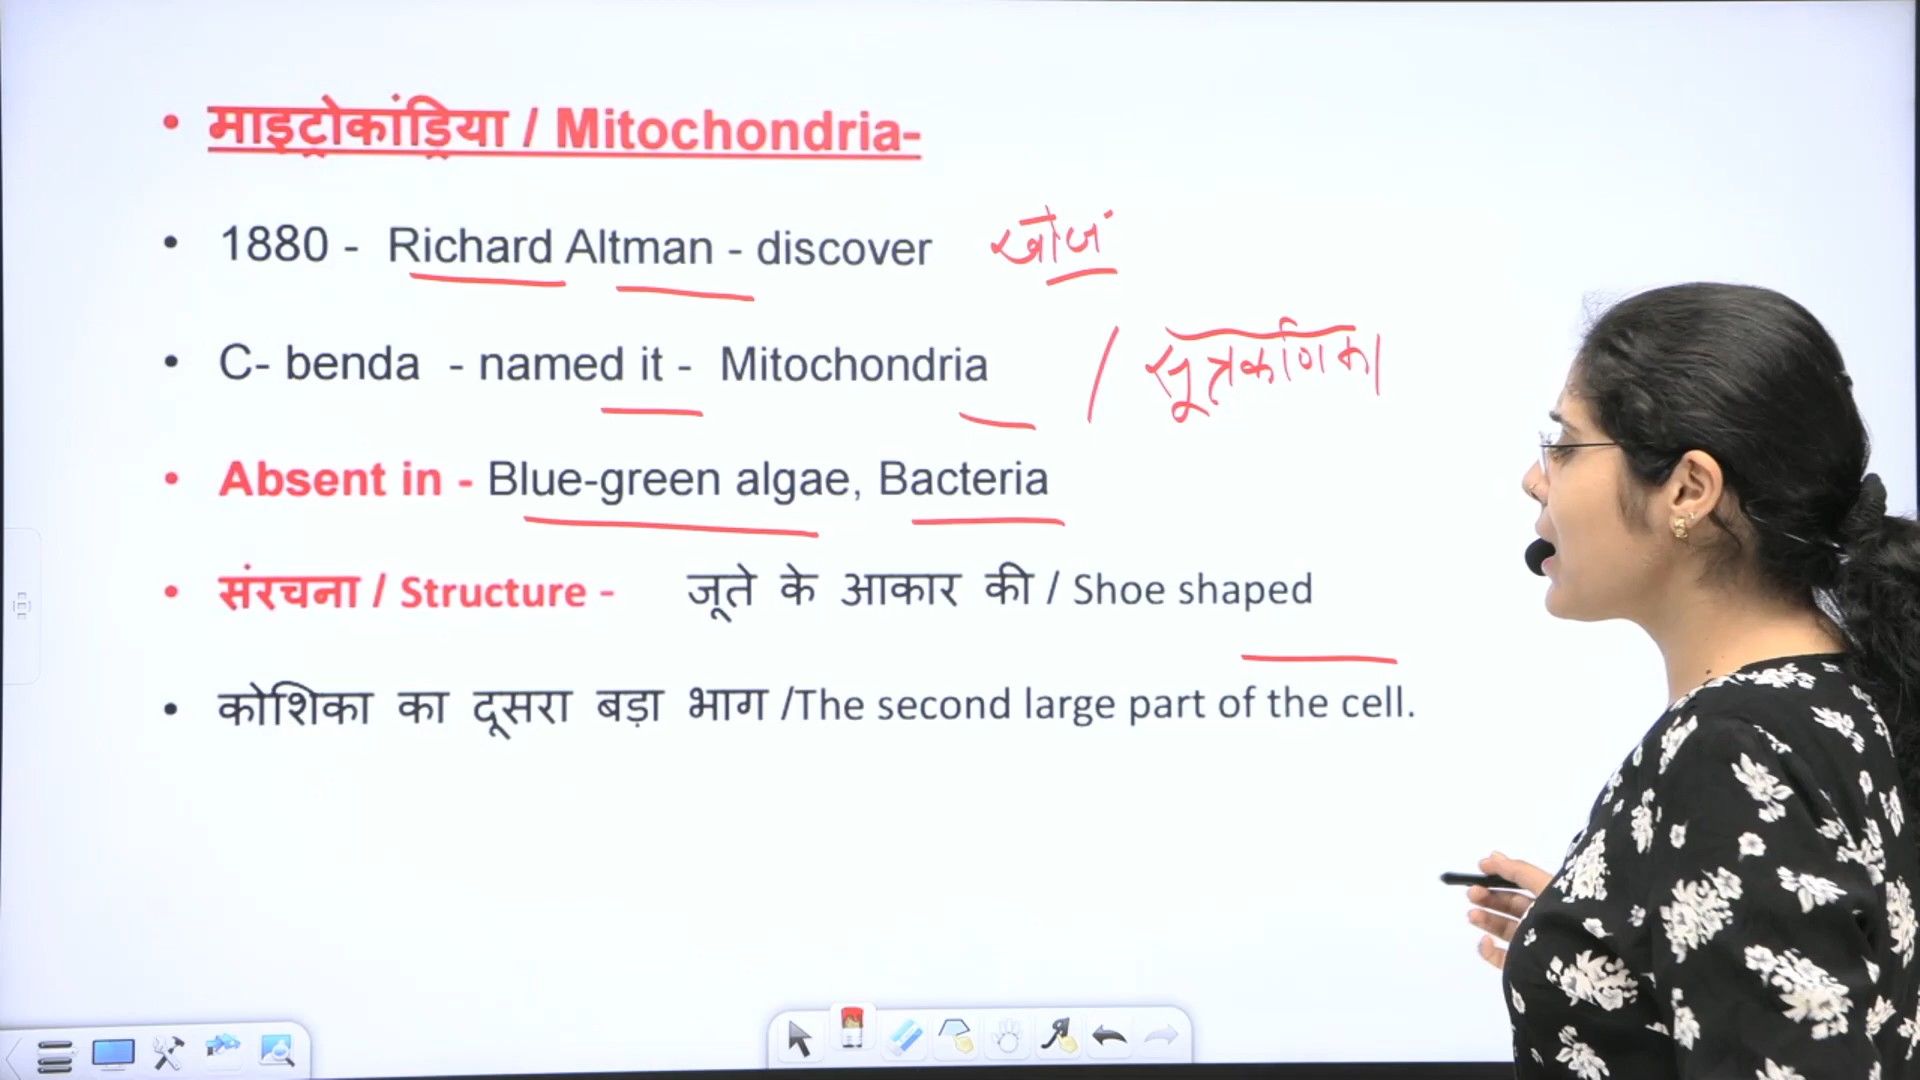 • माइट्रोकांड्रिया / Mitochondria-
• 1880 - Richard Altman - discover खोज
• C- benda - named it - Mitochondria / सूत्रकणिका
• Absent in - Blue-green algae, Bacteria
• संरचना / Structure - जूते के आकार की / Shoe shaped
• कोशिका का दूसरा बड़ा भाग /The second large part of the cell.